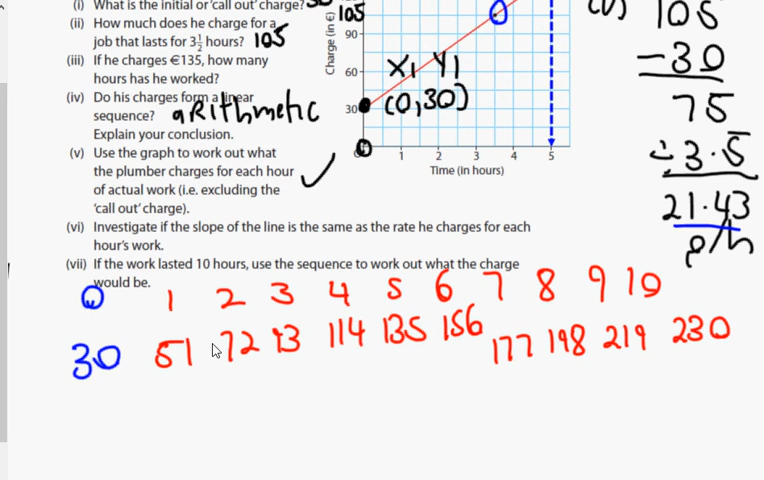 (i) What is the initial or 'call out' charge?
(ii) How much does he charge for a
job that lasts for 3½ hours? 105
(iii) If he charges €135, how many
hours has he worked?
(iv) Do his charges form a linear
sequence? aRithmetic
Explain your conclusion.
(v) Use the graph to work out what
the plumber charges for each hour
of actual work (i.e. excluding the
'call out' charge).
(vi) Investigate if the slope of the line is the same as the rate he charges for each
hour's work.
(vii) If the work lasted 10 hours, use the sequence to work out what the charge
would be.
0 1 2 3 4 5 6 7 8 9 10
30 51 72 93 114 135 156 177 198 219 230
Charge (in €)
105
90
60
30
X1 Y1
(0,30)
1 2 3 4 5
Time (in hours)
(v) 105
-30
75
÷3.5
21.43
p/h